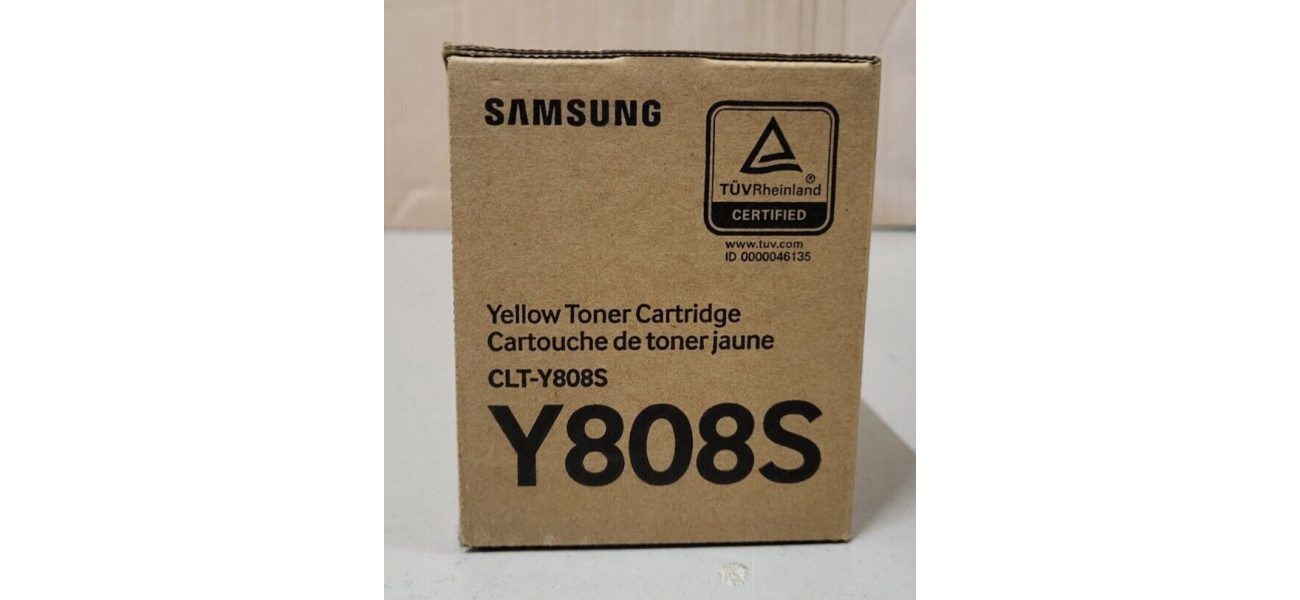 SAMSUNG
TÜVRheinland®
CERTIFIED
www.tuv.com
ID 0000046135
Yellow Toner Cartridge
Cartouche de toner jaune
CLT-Y808S
Y808S